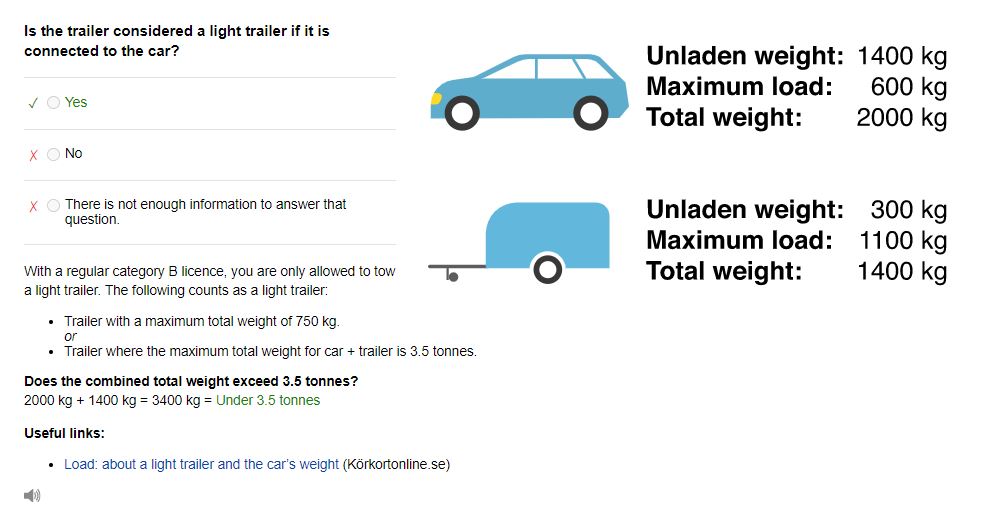 Is the trailer considered a light trailer if it is
connected to the car?
✓ Yes
✗ No
✗ There is not enough information to answer that
question.
Unladen weight: 1400 kg
Maximum load: 600 kg
Total weight: 2000 kg
Unladen weight: 300 kg
Maximum load: 1100 kg
Total weight: 1400 kg
With a regular category B licence, you are only allowed to tow
a light trailer. The following counts as a light trailer:
• Trailer with a maximum total weight of 750 kg.
or
• Trailer where the maximum total weight for car + trailer is 3.5 tonnes.
Does the combined total weight exceed 3.5 tonnes?
2000 kg + 1400 kg = 3400 kg = Under 3.5 tonnes
Useful links:
• Load: about a light trailer and the car's weight (Körkortonline.se)